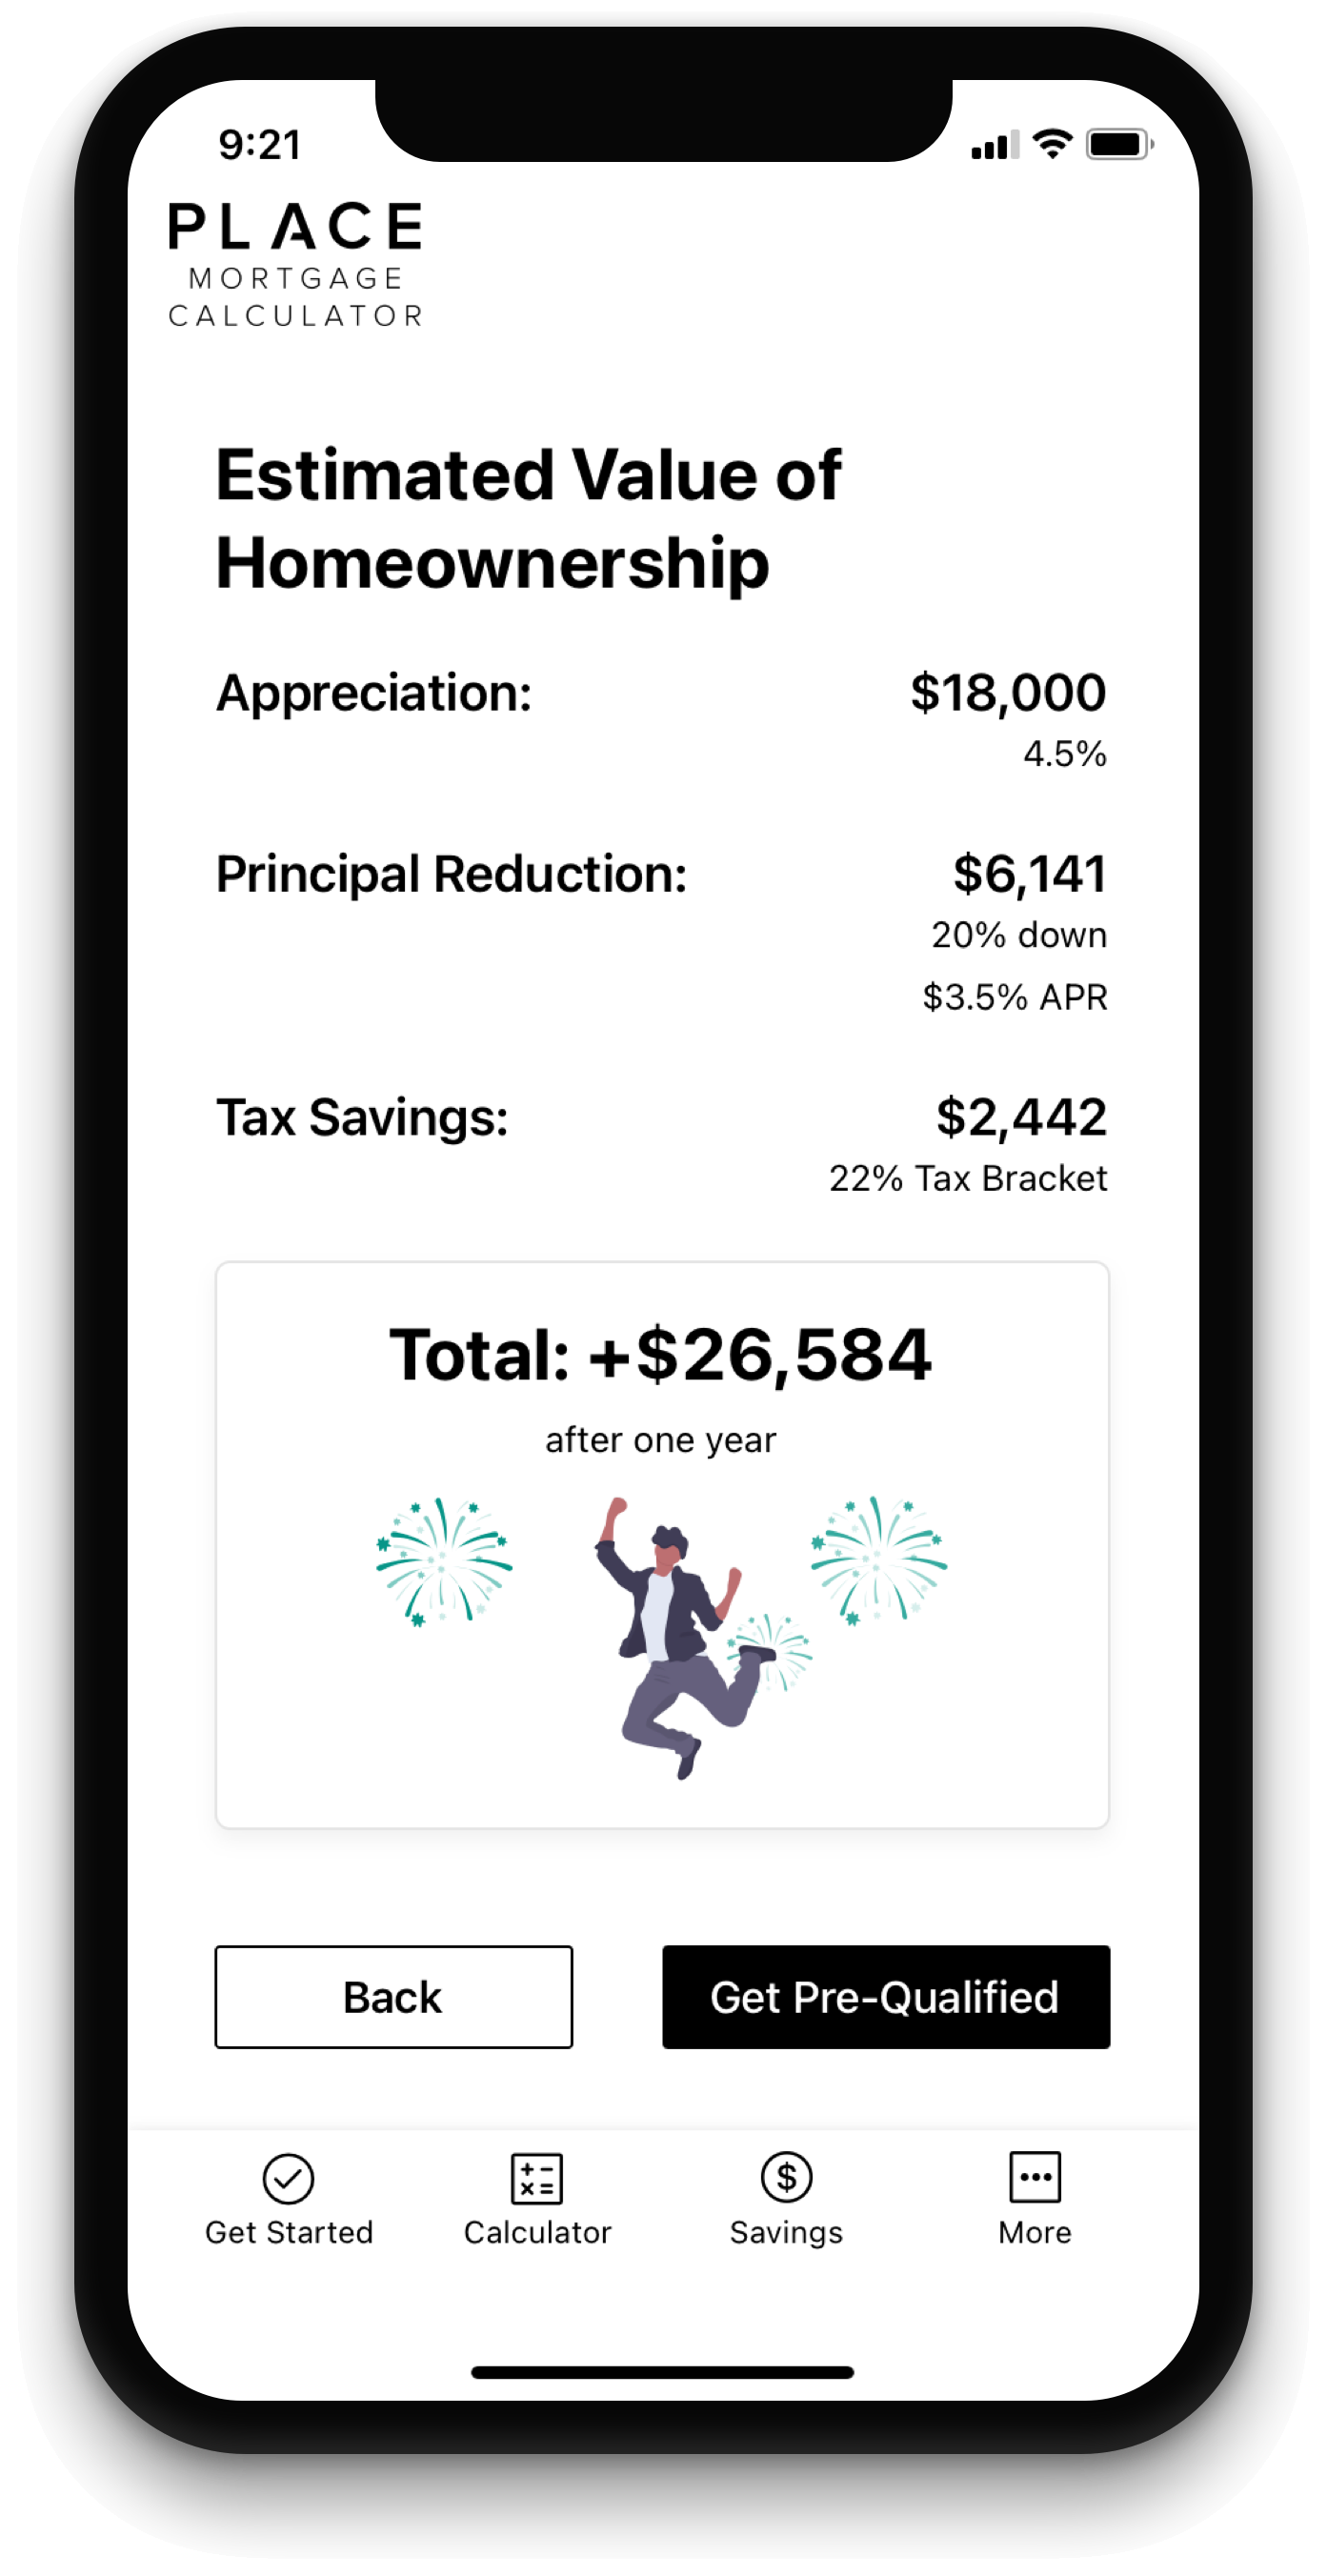 9:21
PLACE
MORTGAGE
CALCULATOR
Estimated Value of
Homeownership
Appreciation: $18,000
4.5%
Principal Reduction: $6,141
20% down
$3.5% APR
Tax Savings: $2,442
22% Tax Bracket
Total: +$26,584
after one year
Back Get Pre-Qualified
Get Started Calculator Savings More